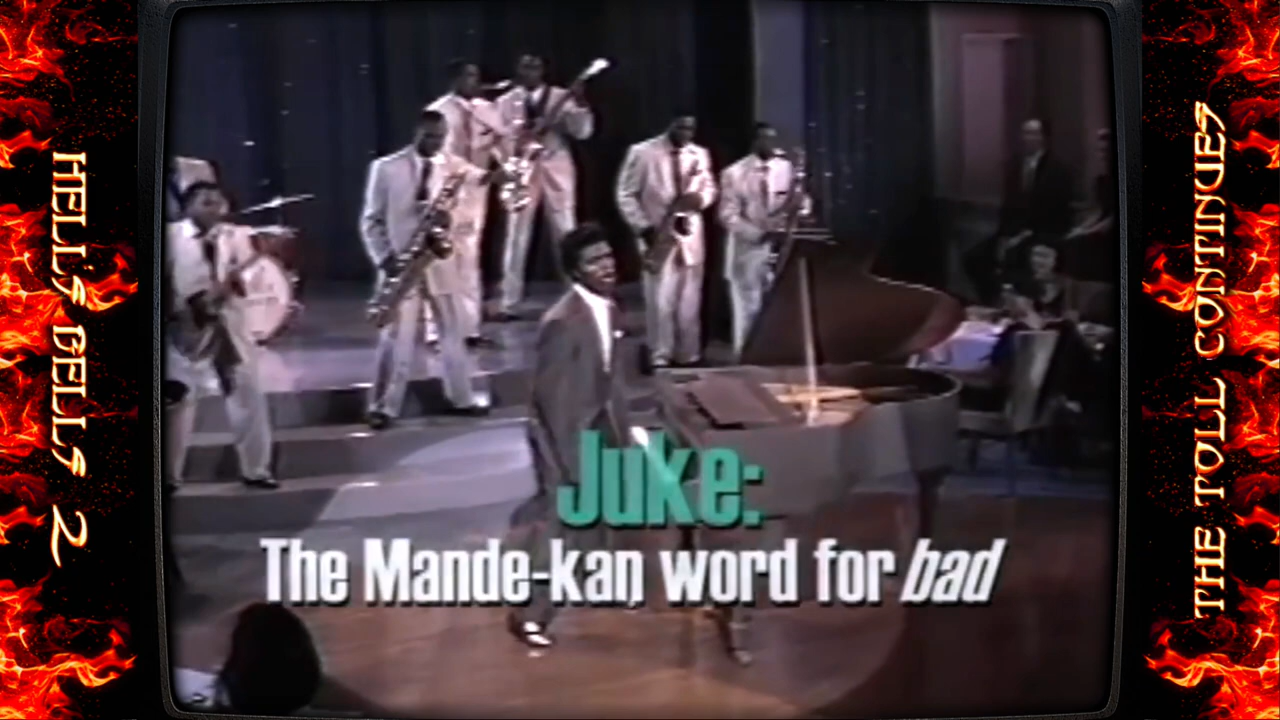 HELL'S BELLS 2
Juke:
The Mande-kan word for bad
THE TOLL CONTINUES